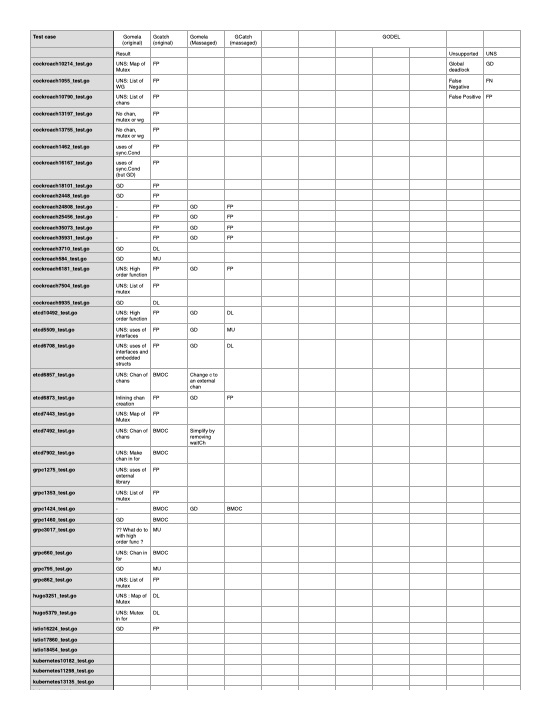 Test case Gomela (original) Gcatch (original) Gomela (Massaged) GCatch (massaged) GODEL
Result Unsupported UNS
cockroach10214_test.go UNS: Map of Mutex FP Global deadlock GD
cockroach1055_test.go UNS: List of WG FP False Negative FN
cockroach10790_test.go UNS: List of chans FP False Positive FP
cockroach13197_test.go No chan, mutex or wg FP
cockroach13755_test.go No chan, mutex or wg FP
cockroach1462_test.go uses of sync.Cond FP
cockroach16167_test.go uses of sync.Cond (but GD) FP
cockroach18101_test.go GD FP
cockroach2448_test.go GD FP
cockroach24808_test.go - FP GD FP
cockroach25456_test.go - FP GD FP
cockroach35073_test.go FP GD FP
cockroach35931_test.go - FP GD FP
cockroach3710_test.go GD DL
cockroach584_test.go GD MU
cockroach6181_test.go UNS: High order function FP GD FP
cockroach7504_test.go UNS: List of mutex FP
cockroach9935_test.go GD DL
etcd10492_test.go UNS: High order function FP GD DL
etcd5509_test.go UNS: uses of interfaces FP GD MU
etcd6708_test.go UNS: uses of interfaces and embedded structs FP GD DL
etcd6857_test.go UNS: Chan of chans BMOC Change c to an external chan
etcd6873_test.go Inlining chan creation FP GD FP
etcd7443_test.go UNS: Map of Mutex FP
etcd7492_test.go UNS: Chan of chans BMOC Simplify by removing waitCh
etcd7902_test.go UNS: Make chan in for BMOC
grpc1275_test.go UNS: uses of external library FP
grpc1353_test.go UNS: List of mutex FP
grpc1424_test.go - BMOC GD BMOC
grpc1460_test.go GD BMOC
grpc3017_test.go ?? What do to with high order func ? MU
grpc660_test.go UNS: Chan in for BMOC
grpc795_test.go GD MU
grpc862_test.go UNS: List of mutex FP
hugo3251_test.go UNS : Map of Mutex DL
hugo5379_test.go UNS: Mutex in for DL
istio16224_test.go GD FP
istio17860_test.go
istio18454_test.go
kubernetes10182_test.go
kubernetes11298_test.go
kubernetes13135_test.go